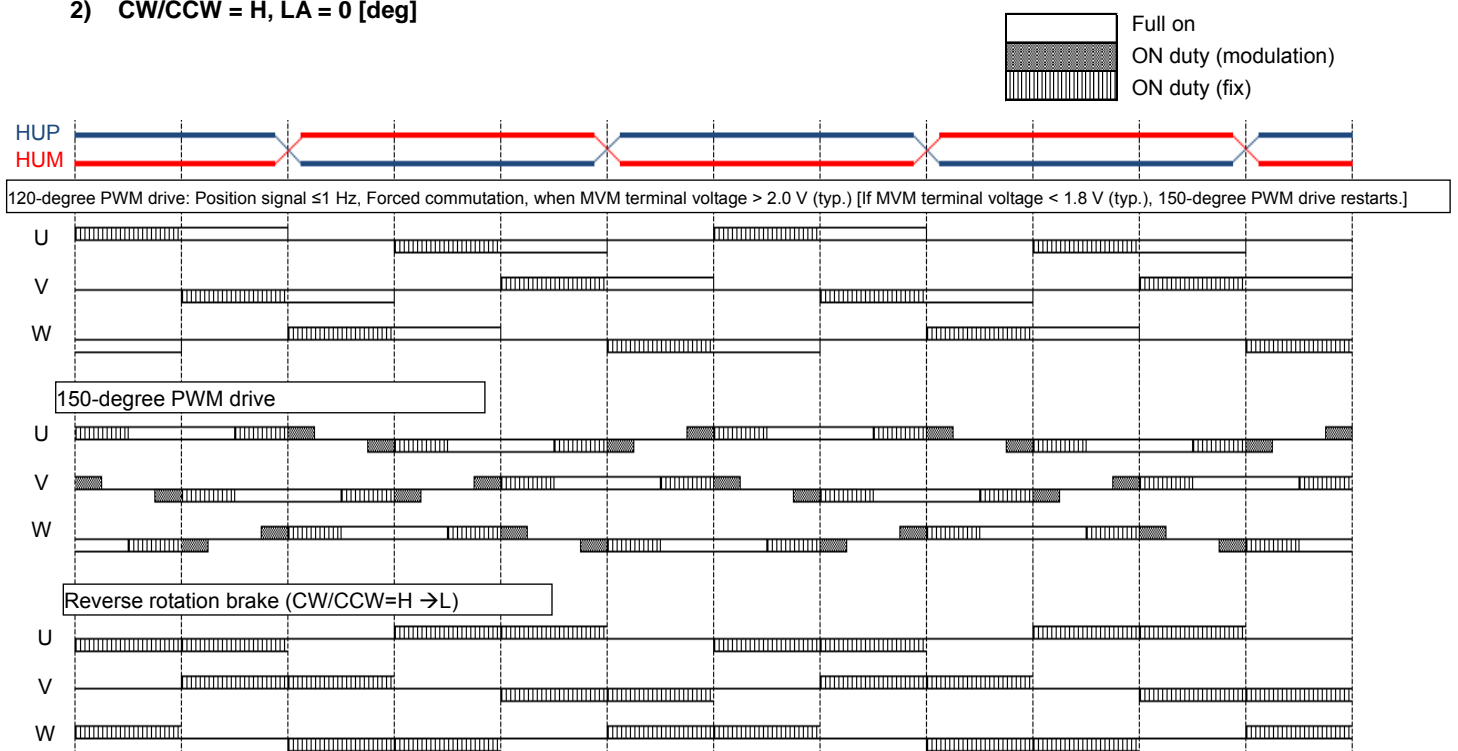 2) CW/CCW = H, LA = 0 [deg]
Full on
ON duty (modulation)
ON duty (fix)
HUP
HUM
120-degree PWM drive: Position signal ≤1 Hz, Forced commutation, when MVM terminal voltage > 2.0 V (typ.) [If MVM terminal voltage < 1.8 V (typ.), 150-degree PWM drive restarts.]
U
V
W
150-degree PWM drive
U
V
W
Reverse rotation brake (CW/CCW=H →L)
U
V
W